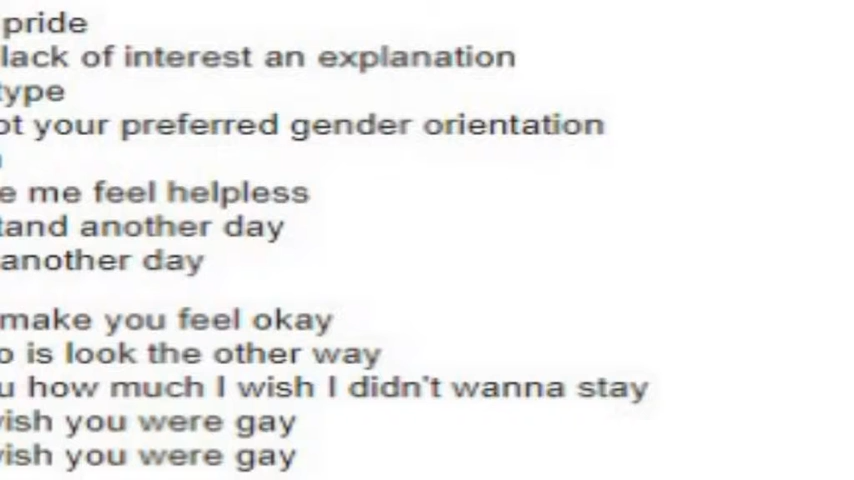 pride
lack of interest an explanation
type
ot your preferred gender orientation
e me feel helpless
tand another day
another day
make you feel okay
o is look the other way
u how much I wish I didn't wanna stay
vish you were gay
vish you were gay